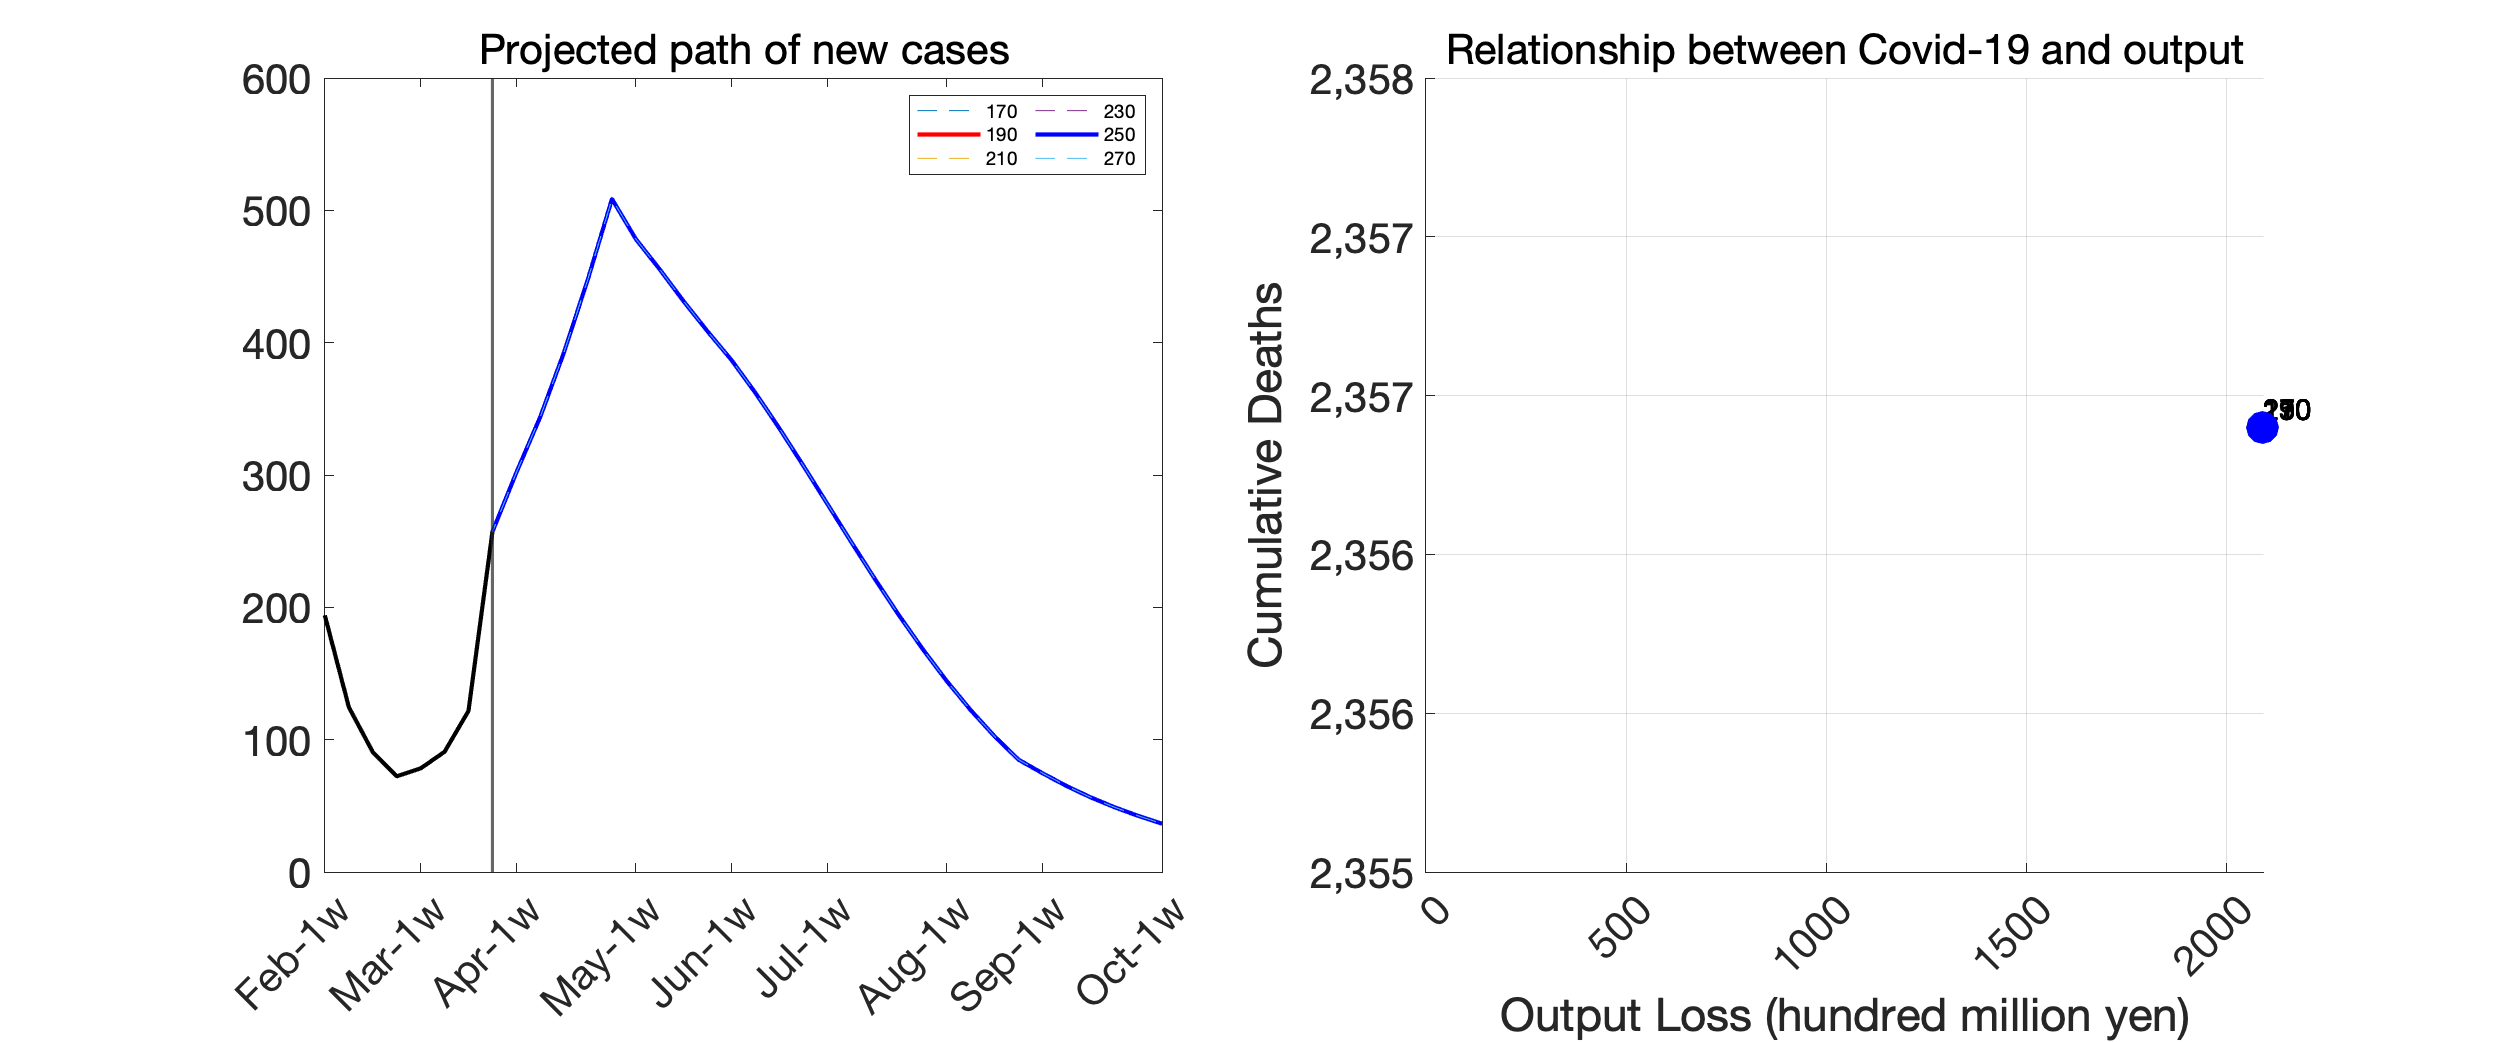 Projected path of new cases
600
500
400
300
200
100
0
170 230
190 250
210 270
Feb-1w Mar-1w Apr-1w May-1w Jun-1w Jul-1w Aug-1w Sep-1w Oct-1w
Relationship between Covid-19 and output
Cumulative Deaths
2,358
2,357
2,357
2,356
2,356
2,355
0 500 1000 1500 2000
Output Loss (hundred million yen)